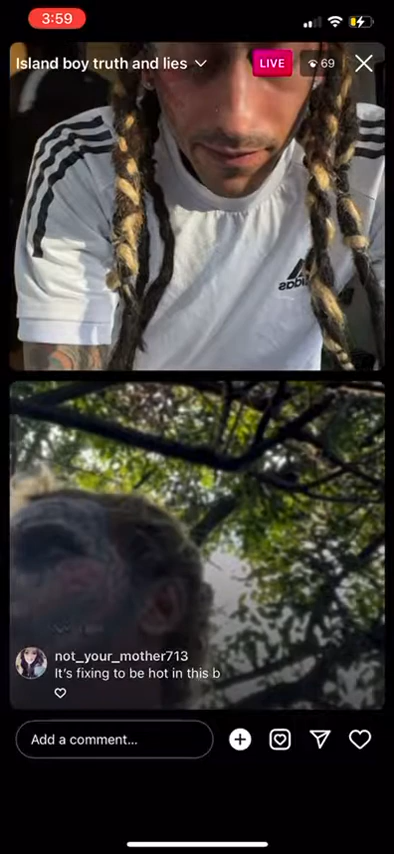 3:59
Island boy truth and lies
LIVE
69
adidas
not_your_mother713
It's fixing to be hot in this b
Add a comment...